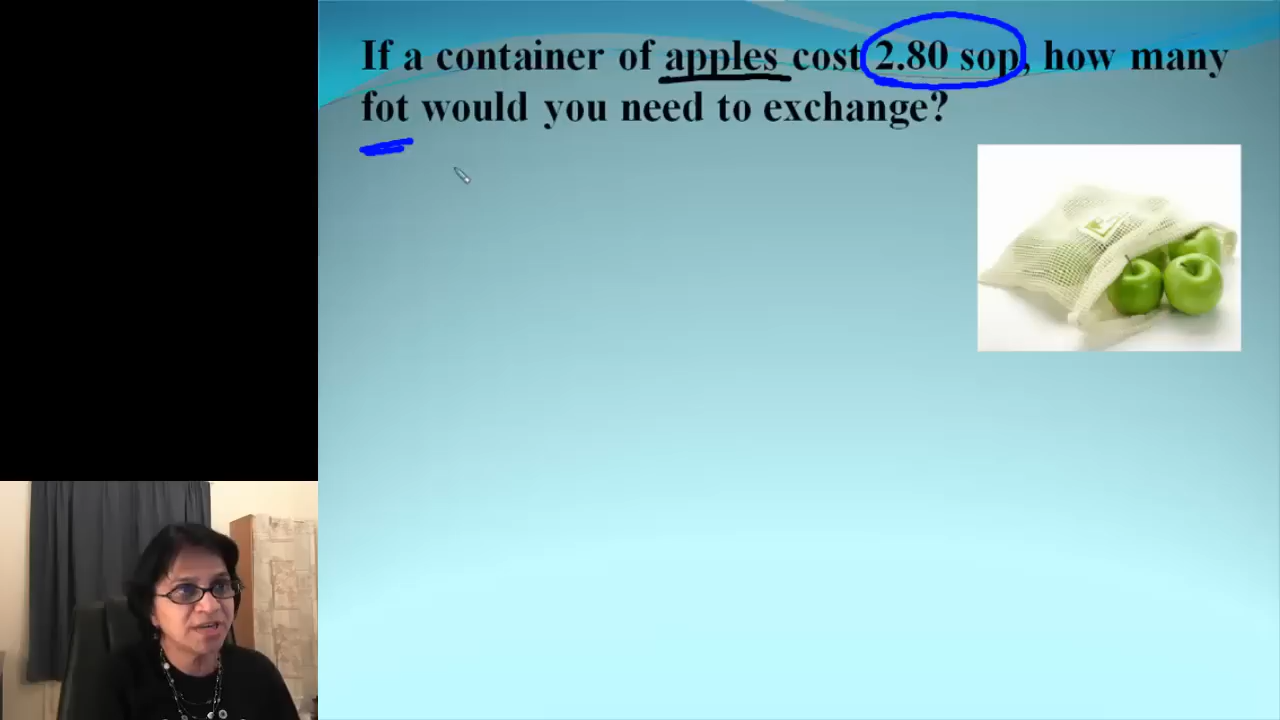 If a container of apples cost 2.80 sop, how many
fot would you need to exchange?